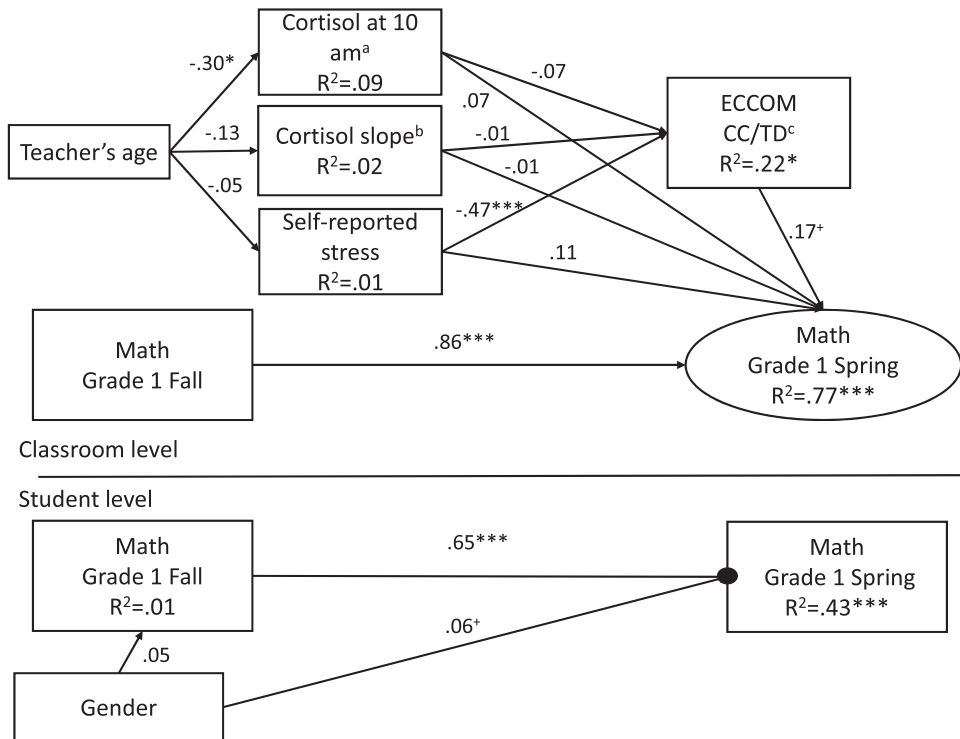 Cortisol at 10
amᵃ
R²=.09
-.30*
-.07
.07
ECCOM
CC/TDᶜ
R²=.22*
Teacher’s age
-.13
Cortisol slopeᵇ
R²=.02
-.01
-.01
-.05
Self-reported
stress
R²=.01
-.47***
.11
.17⁺
Math
Grade 1 Fall
.86***
Math
Grade 1 Spring
R²=.77***
Classroom level
Student level
Math
Grade 1 Fall
R²=.01
.65***
Math
Grade 1 Spring
R²=.43***
.06⁺
.05
Gender